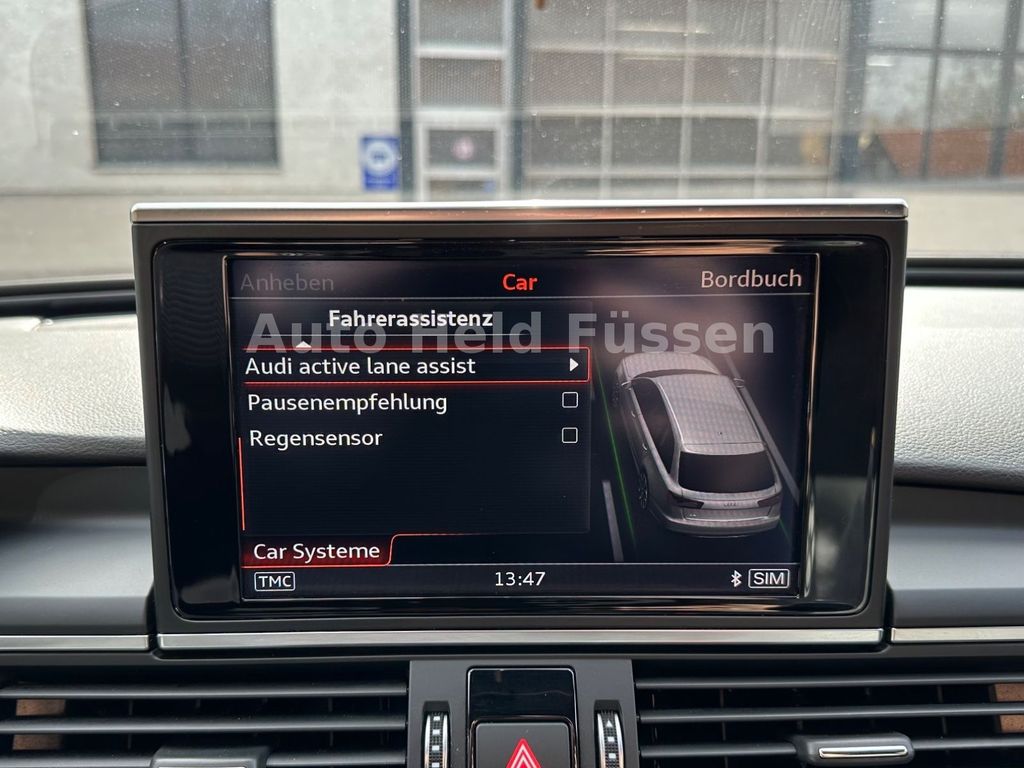 Anheben Car Bordbuch
Fahrerassistenz
Auto Held Füssen
Audi active lane assist
Pausenempfehlung
Regensensor
Car Systeme
TMC 13:47 SIM